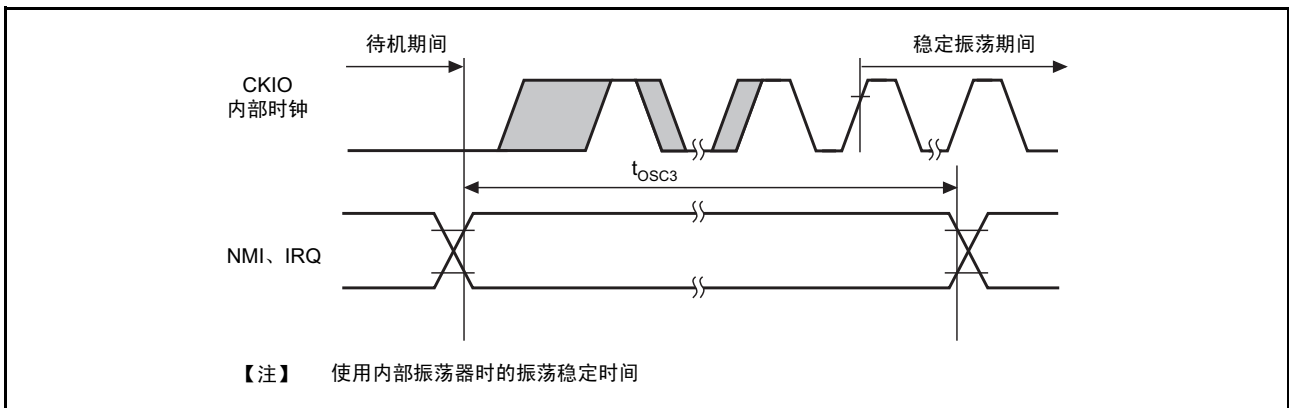 待机期间
稳定振荡期间
CKIO
内部时钟
tOSC3
NMI、IRQ
【注】 使用内部振荡器时的振荡稳定时间